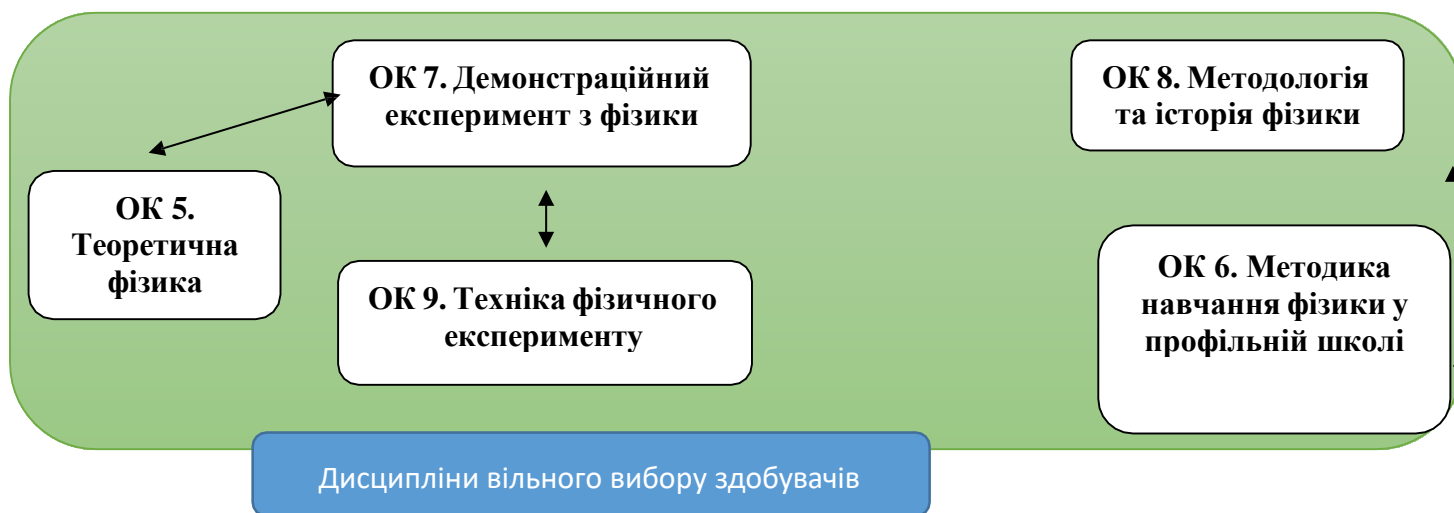 ОК 7. Демонстраційний
експеримент з фізики
ОК 8. Методологія
та історія фізики
ОК 5.
Теоретична
фізика
ОК 9. Техніка фізичного
експерименту
ОК 6. Методика
навчання фізики у
профільній школі
Дисципліни вільного вибору здобувачів